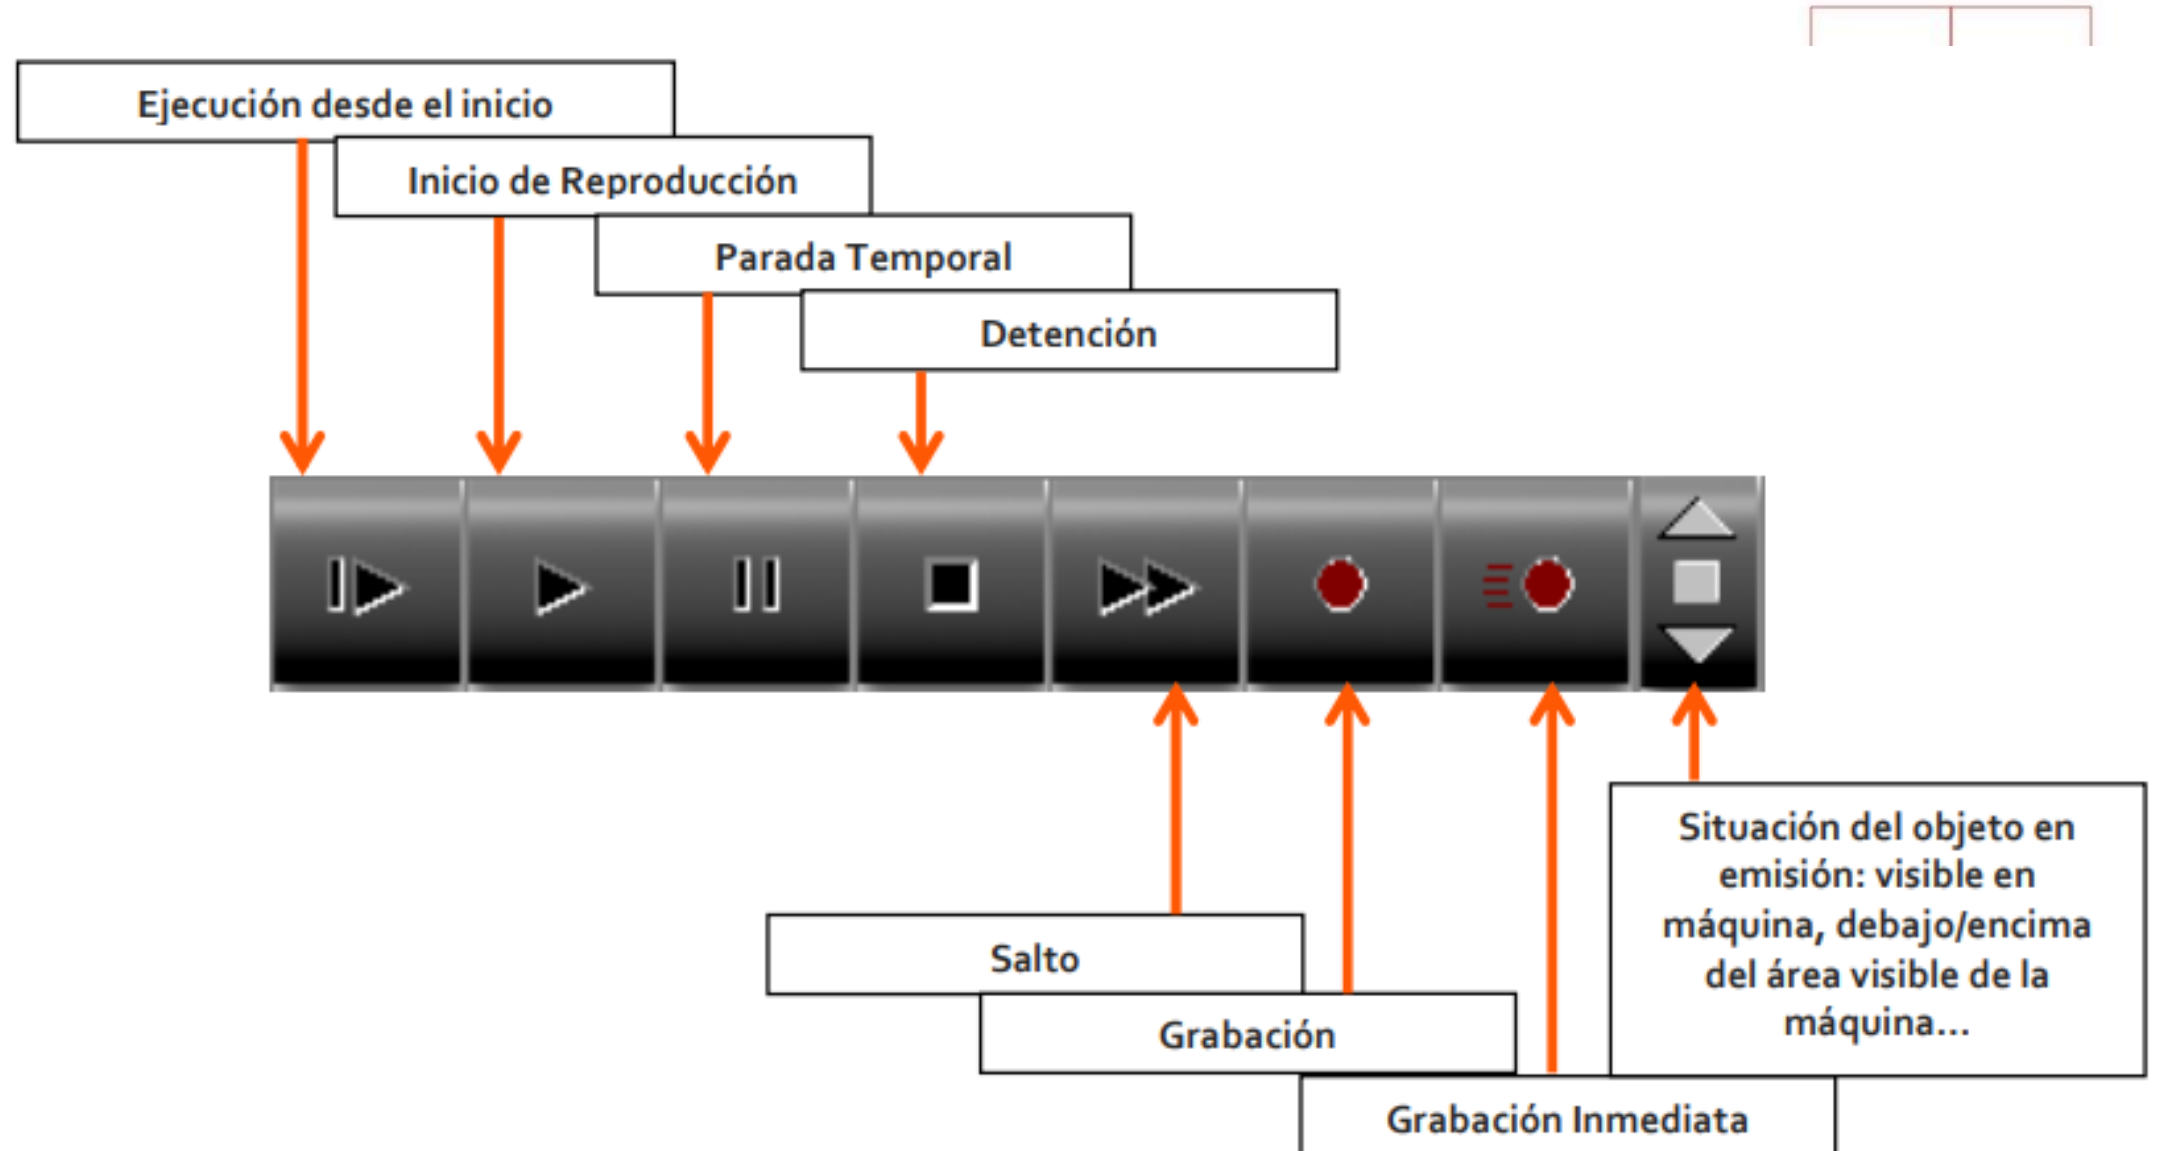 Ejecución desde el inicio
Inicio de Reproducción
Parada Temporal
Detención
Salto
Grabación
Grabación Inmediata
Situación del objeto en
emisión: visible en
máquina, debajo/encima
del área visible de la
máquina...